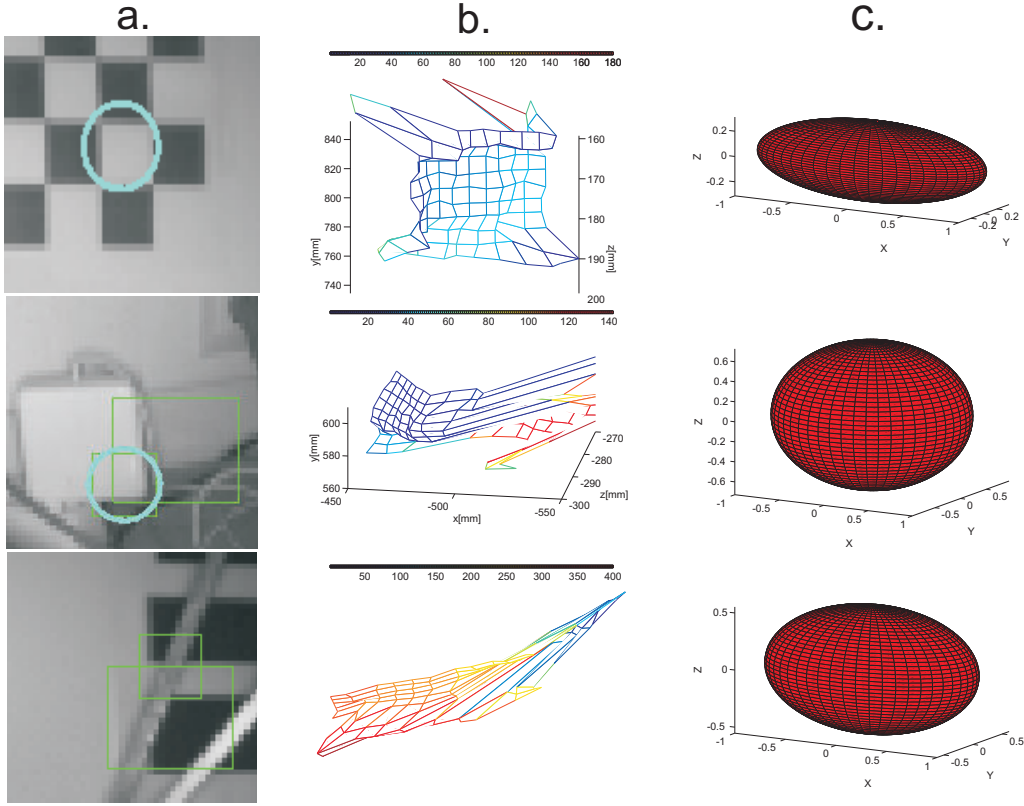 a.
b.
c.
20 40 60 80 100 120 140 160 180
840
820
800
780
760
740
y[mm]
160
170
180
190
200
z[mm]
0.2
0
-0.2
Z
-1 -0.5 0 0.5 1
X
-0.2 0 0.2
Y
20 40 60 80 100 120 140
600
580
560
y[mm]
-450 -500 -550
x[mm]
-270
-280
-290
-300
z[mm]
0.6
0.4
0.2
0
-0.2
-0.4
-0.6
Z
-1 -0.5 0 0.5 1
X
-0.5 0 0.5
Y
50 100 150 200 250 300 350 400
0.5
0
-0.5
Z
-1 -0.5 0 0.5 1
X
-0.5 0 0.5
Y